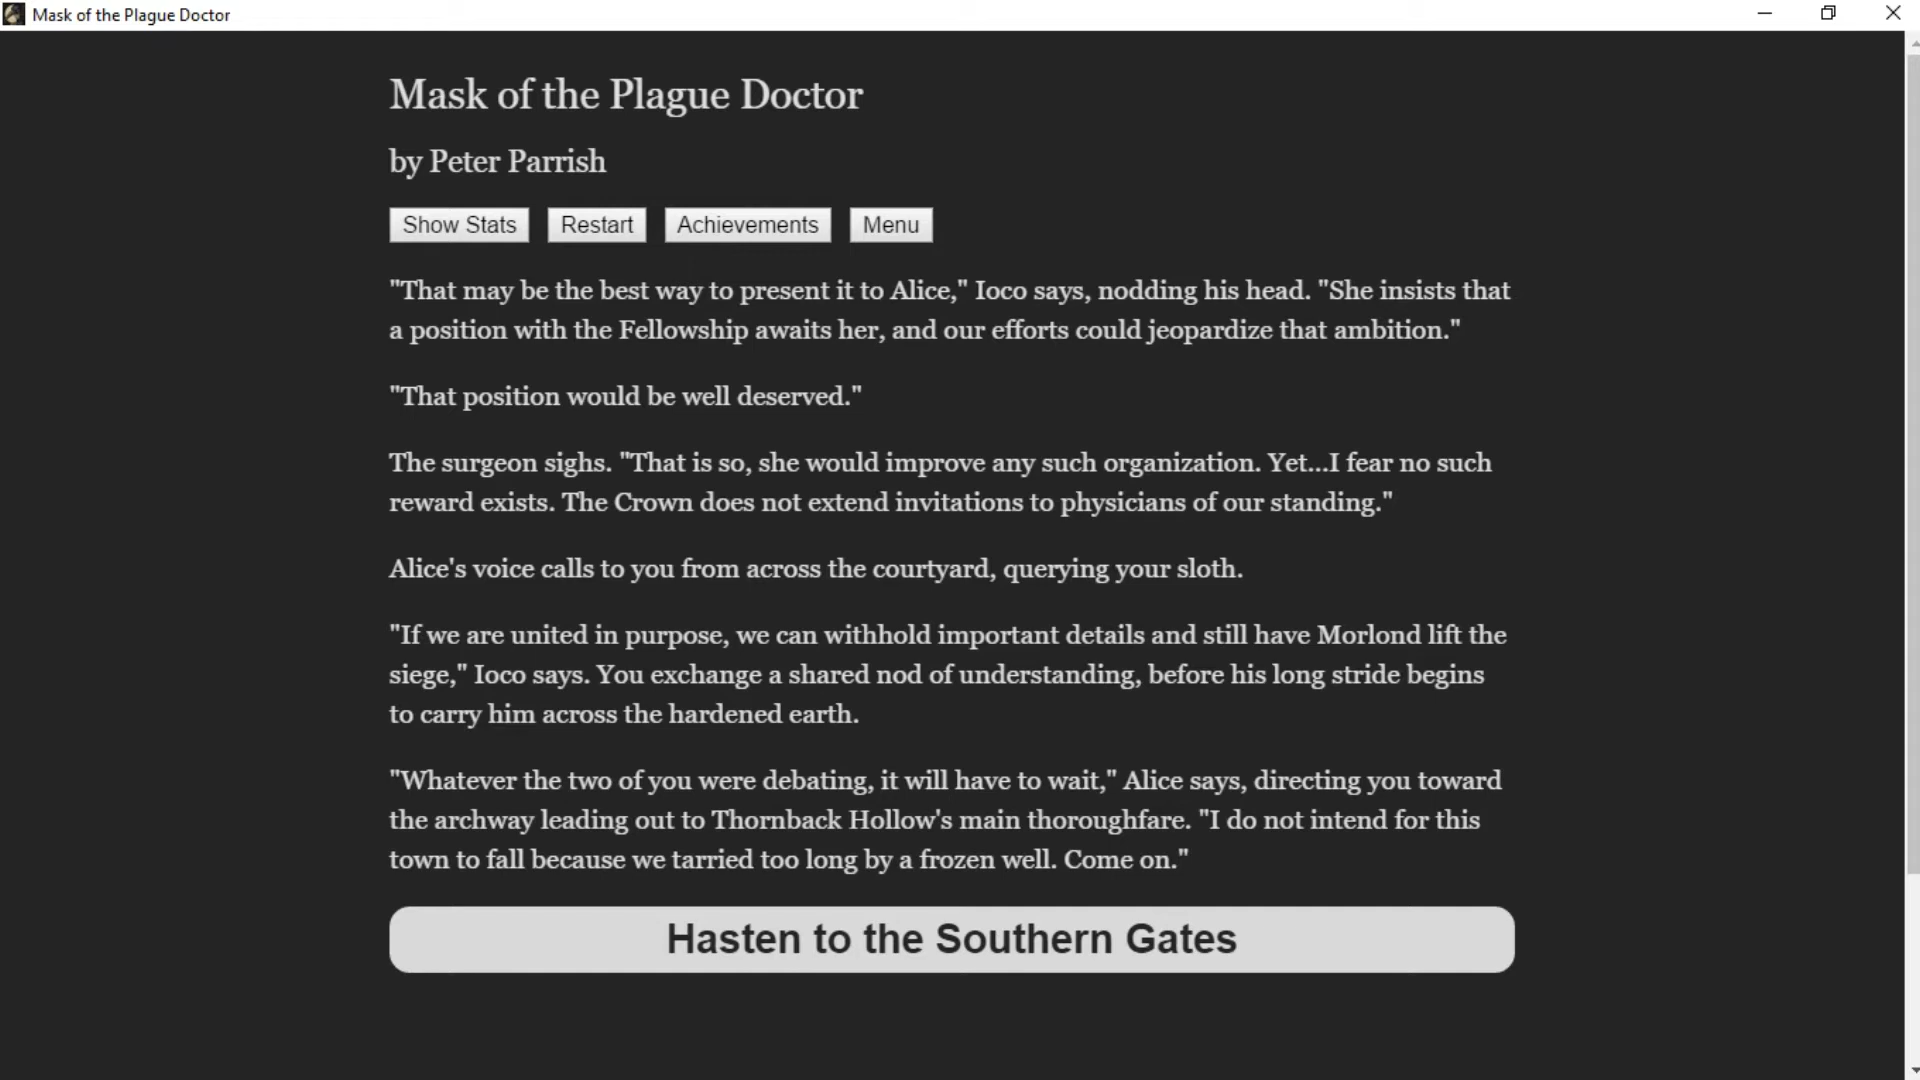 Mask of the Plague Doctor
Mask of the Plague Doctor
by Peter Parrish
Show Stats Restart Achievements Menu
"That may be the best way to present it to Alice," Ioco says, nodding his head. "She insists that
a position with the Fellowship awaits her, and our efforts could jeopardize that ambition."
"That position would be well deserved."
The surgeon sighs. "That is so, she would improve any such organization. Yet...I fear no such
reward exists. The Crown does not extend invitations to physicians of our standing."
Alice's voice calls to you from across the courtyard, querying your sloth.
"If we are united in purpose, we can withhold important details and still have Morlond lift the
siege," Ioco says. You exchange a shared nod of understanding, before his long stride begins
to carry him across the hardened earth.
"Whatever the two of you were debating, it will have to wait," Alice says, directing you toward
the archway leading out to Thornback Hollow's main thoroughfare. "I do not intend for this
town to fall because we tarried too long by a frozen well. Come on."
Hasten to the Southern Gates